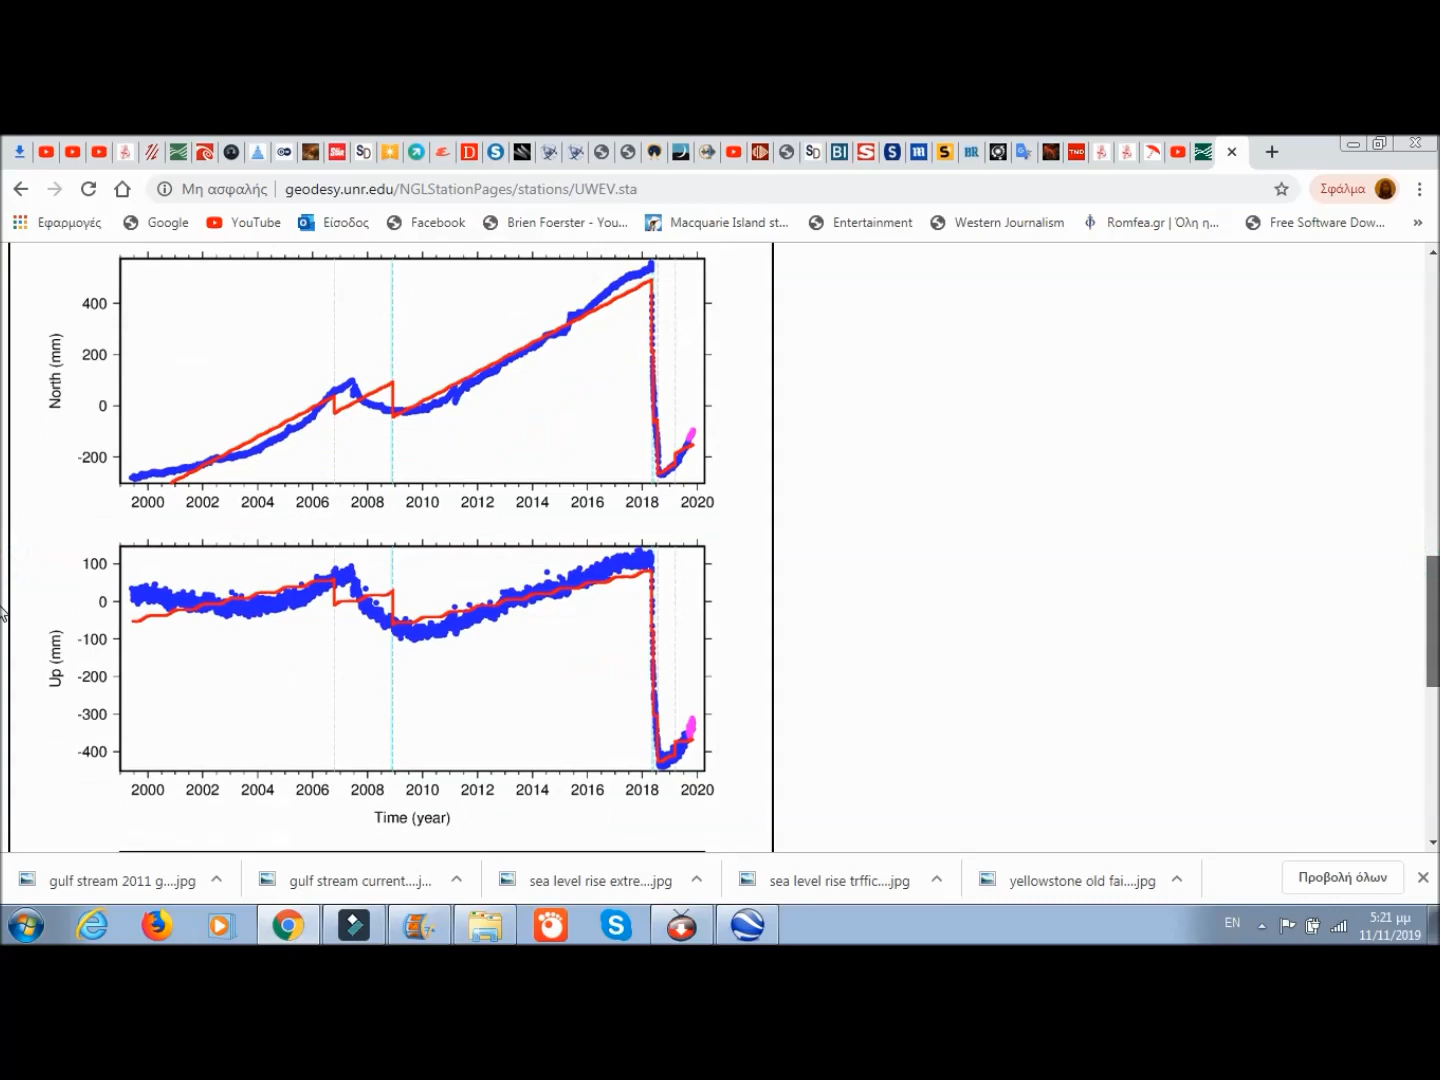 Μη ασφαλής geodesy.unr.edu/NGLStationPages/stations/UWEV.sta Σφάλμα
Εφαρμογές Google YouTube Είσοδος Facebook Brien Foerster - You... Macquarie Island st... Entertainment Western Journalism Romfea.gr | Όλη η... Free Software Dow... »
North (mm)
400
200
0
-200
2000 2002 2004 2006 2008 2010 2012 2014 2016 2018 2020
Up (mm)
100
0
-100
-200
-300
-400
2000 2002 2004 2006 2008 2010 2012 2014 2016 2018 2020
Time (year)
gulf stream 2011 g....jpg gulf stream current....j... sea level rise extre....jpg sea level rise trffic....jpg yellowstone old fai....jpg Προβολή όλων
EN 5:21 μμ
11/11/2019